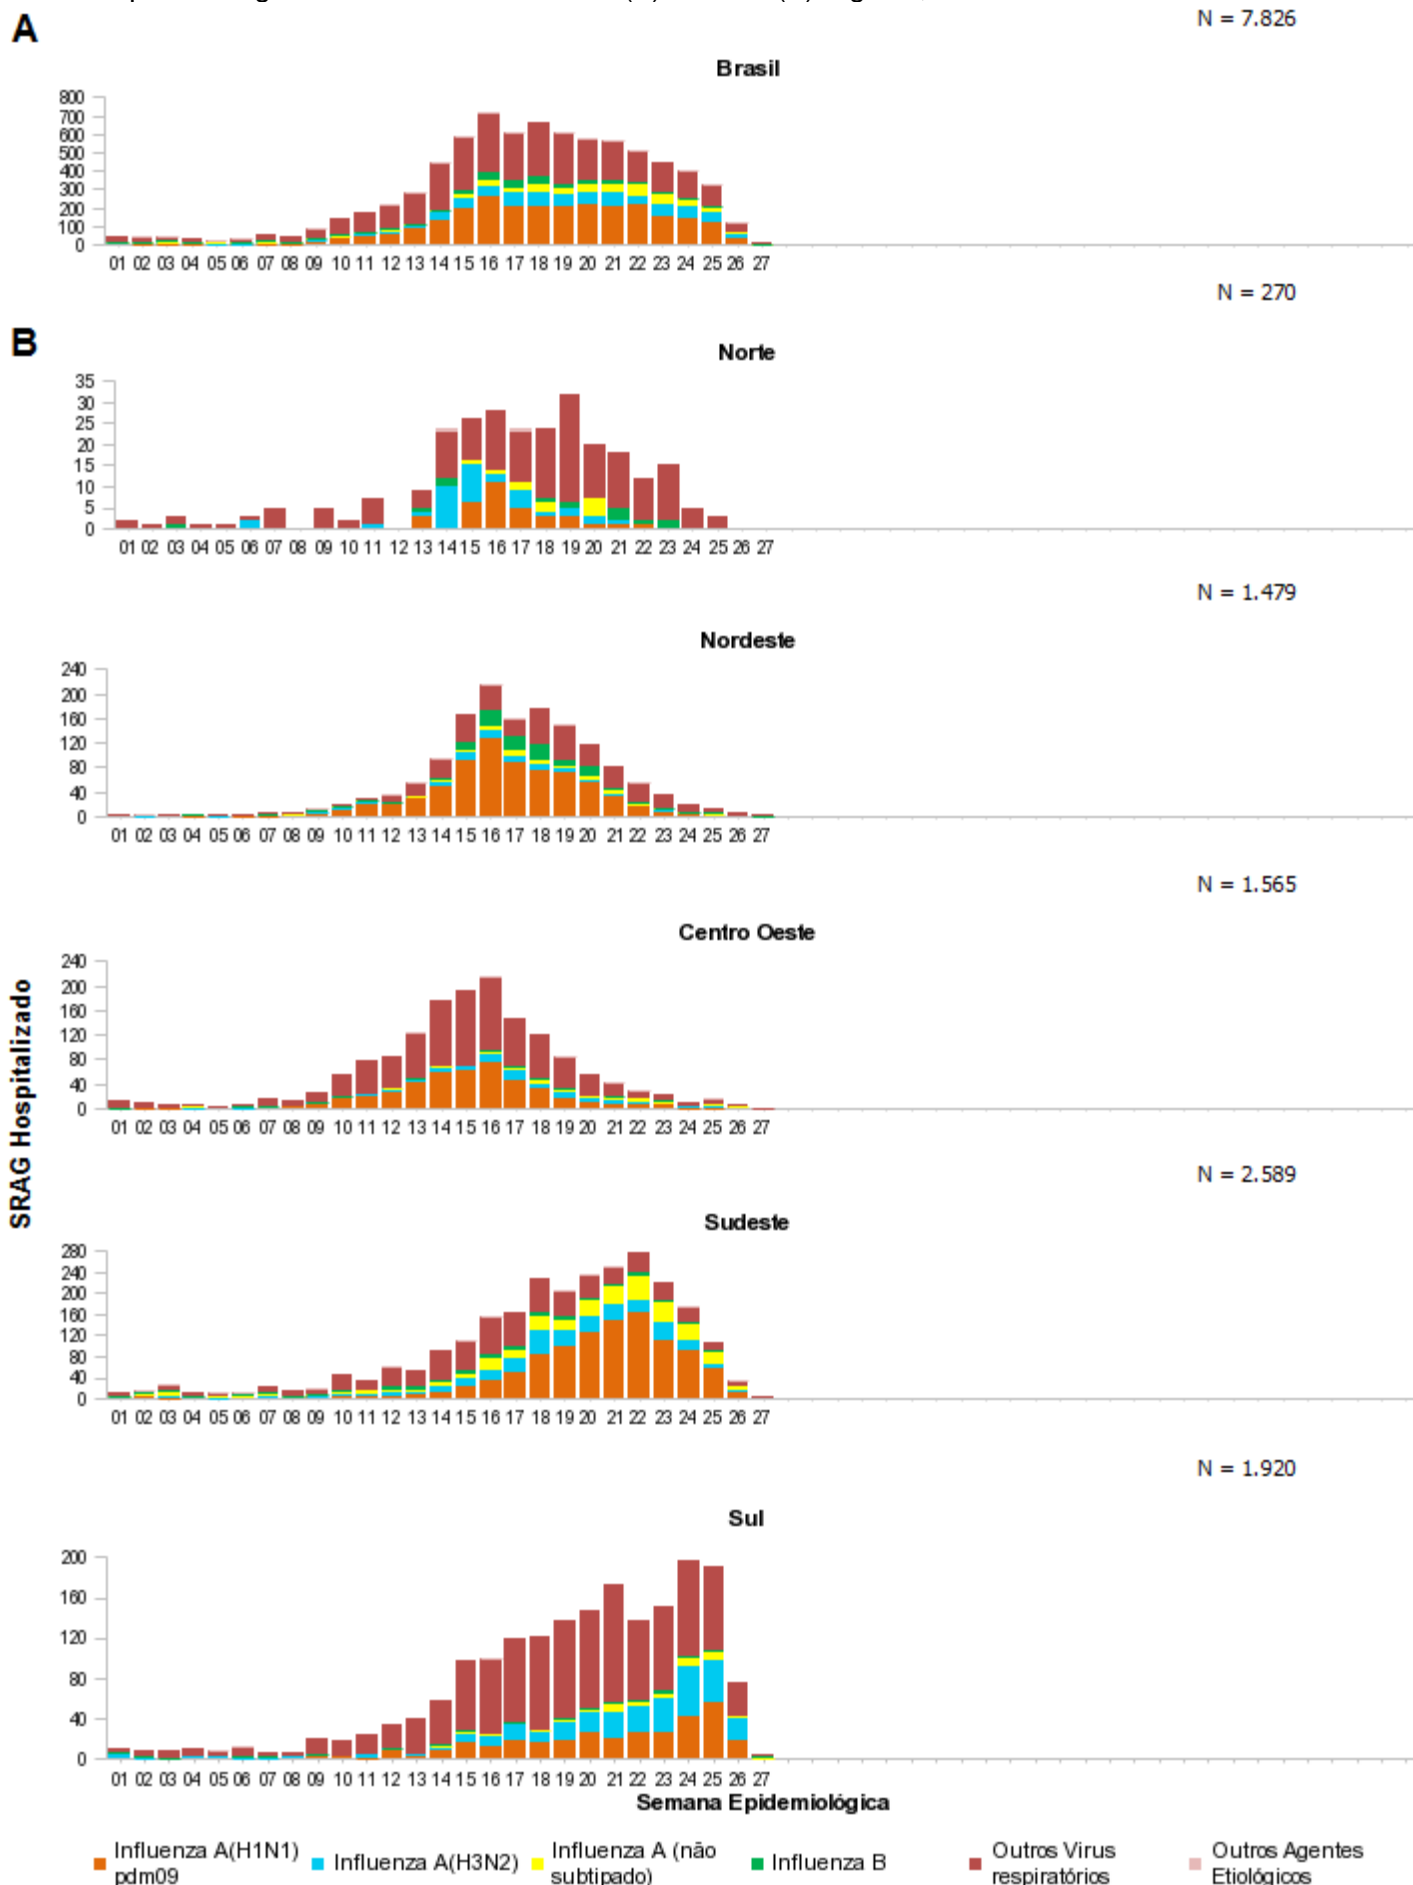 A
N = 7.826
Brasil
800
700
600
500
400
300
200
100
0
01 02 03 04 05 06 07 08 09 10 11 12 13 14 15 16 17 18 19 20 21 22 23 24 25 26 27
N = 270
B
Norte
35
30
25
20
15
10
5
0
01 02 03 04 05 06 07 08 09 10 11 12 13 14 15 16 17 18 19 20 21 22 23 24 25 26 27
N = 1.479
Nordeste
240
200
160
120
80
40
0
01 02 03 04 05 06 07 08 09 10 11 12 13 14 15 16 17 18 19 20 21 22 23 24 25 26 27
N = 1.565
Centro Oeste
240
200
160
120
80
40
0
01 02 03 04 05 06 07 08 09 10 11 12 13 14 15 16 17 18 19 20 21 22 23 24 25 26 27
SRAG Hospitalizado
N = 2.589
Sudeste
280
240
200
160
120
80
40
0
01 02 03 04 05 06 07 08 09 10 11 12 13 14 15 16 17 18 19 20 21 22 23 24 25 26 27
N = 1.920
Sul
200
160
120
80
40
0
01 02 03 04 05 06 07 08 09 10 11 12 13 14 15 16 17 18 19 20 21 22 23 24 25 26 27
Semana Epidemiológica
Influenza A(H1N1)
pdm09
Influenza A(H3N2)
Influenza A (não
subtipado)
Influenza B
Outros Virus
respiratórios
Outros Agentes
Etiológicos